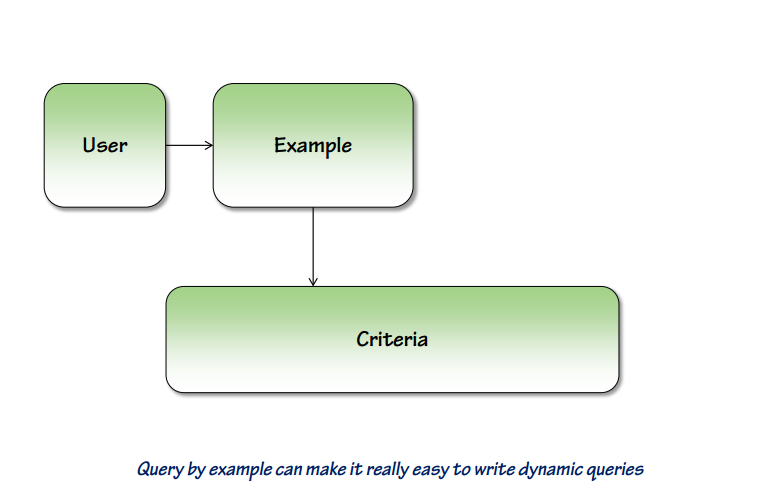 User
Example
Criteria
Query by example can make it really easy to write dynamic queries